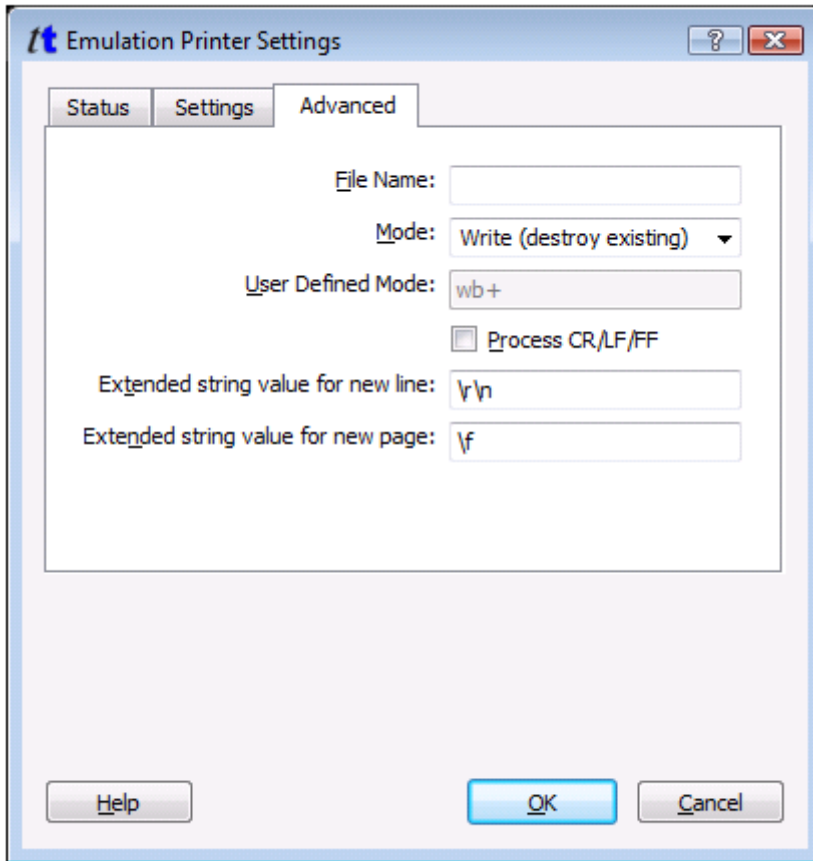 tt Emulation Printer Settings
?
Status Settings Advanced
File Name:
Mode: Write (destroy existing)
User Defined Mode: wb+
Process CR/LF/FF
Extended string value for new line: \r\n
Extended string value for new page: \f
Help OK Cancel